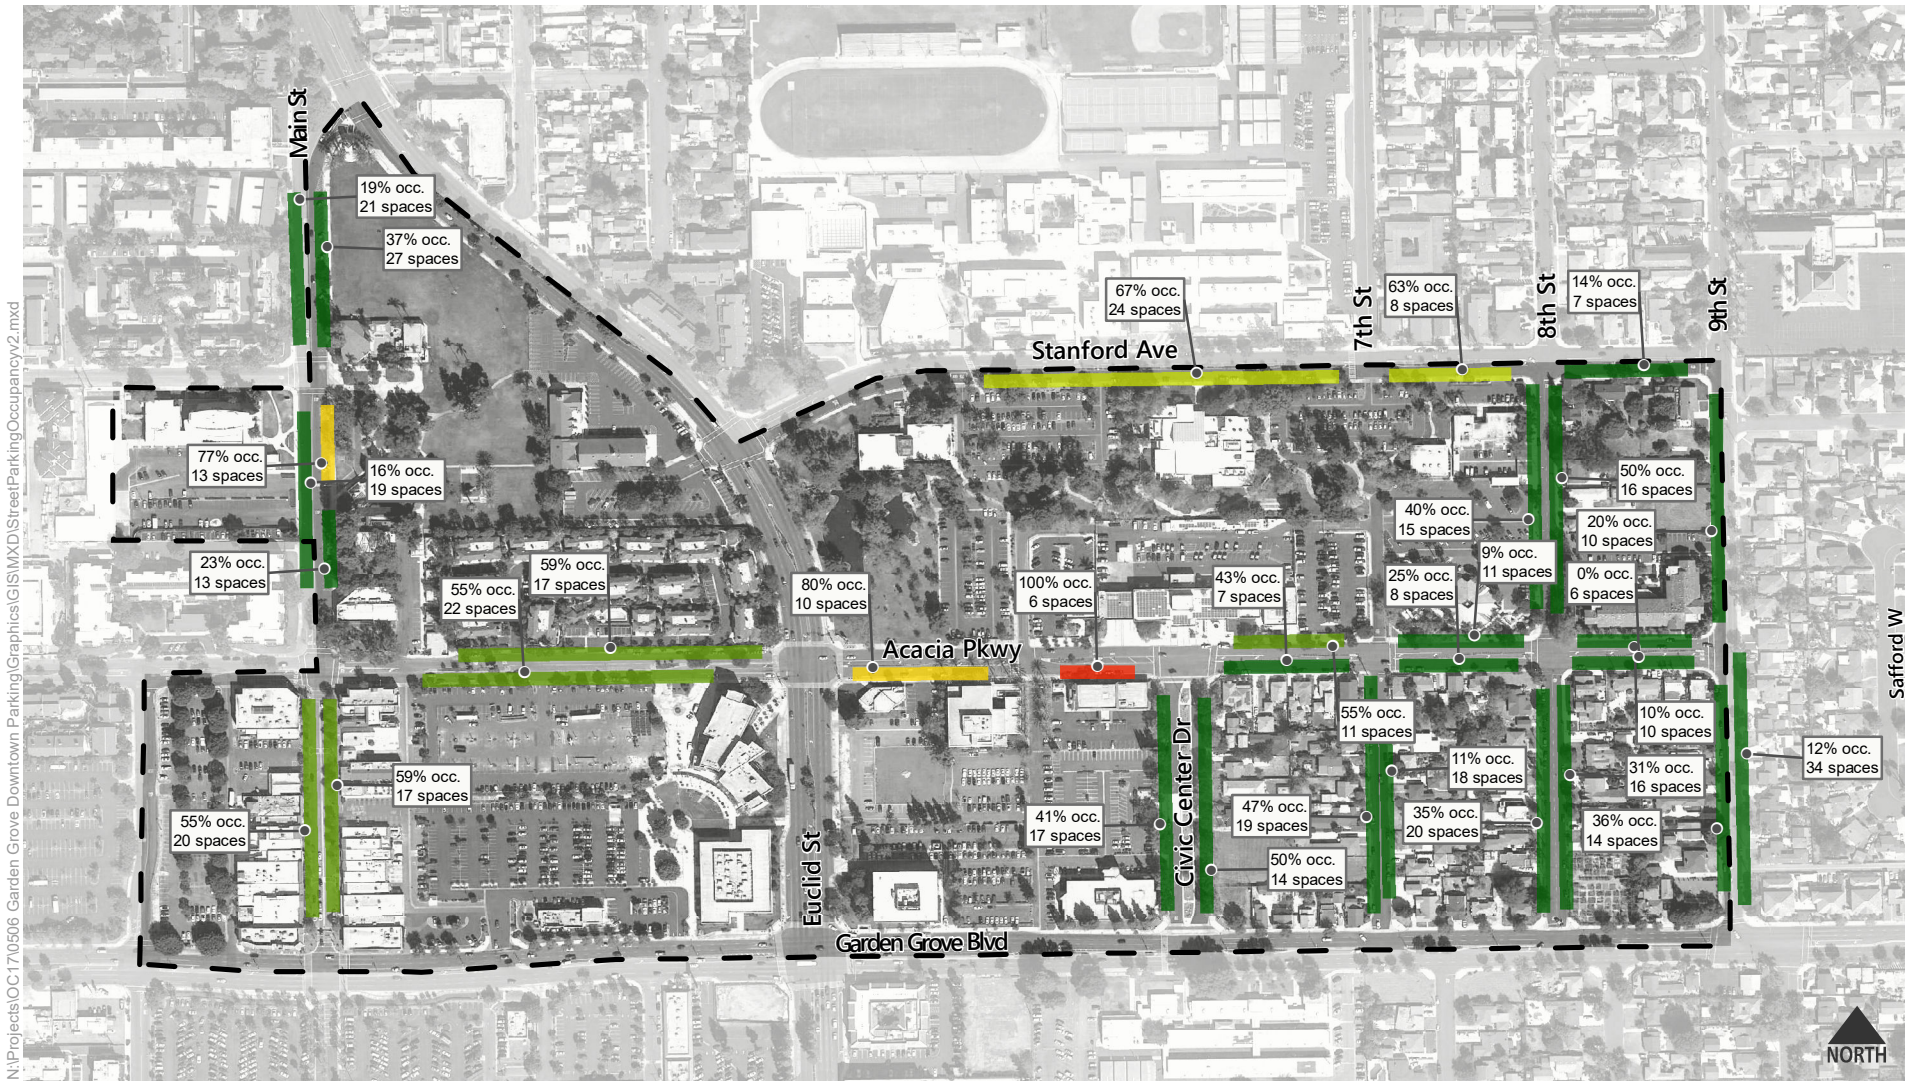 Main St
19% occ.
21 spaces
37% occ.
27 spaces
67% occ.
24 spaces
7th St
63% occ.
8 spaces
8th St
14% occ.
7 spaces
9th St
Stanford Ave
77% occ.
13 spaces
16% occ.
19 spaces
50% occ.
16 spaces
40% occ.
15 spaces
20% occ.
10 spaces
23% occ.
13 spaces
59% occ.
17 spaces
55% occ.
22 spaces
80% occ.
10 spaces
100% occ.
6 spaces
43% occ.
7 spaces
9% occ.
11 spaces
25% occ.
8 spaces
0% occ.
6 spaces
Acacia Pkwy
Safford W
55% occ.
11 spaces
10% occ.
10 spaces
12% occ.
34 spaces
59% occ.
17 spaces
11% occ.
18 spaces
31% occ.
16 spaces
55% occ.
20 spaces
41% occ.
17 spaces
Civic Center Dr
47% occ.
19 spaces
35% occ.
20 spaces
36% occ.
14 spaces
50% occ.
14 spaces
Euclid St
Garden Grove Blvd
NORTH
N:\Projects\OC17\0506 Garden Grove Downtown Parking\Graphics\GIS\MXD\StreetParkingOccupancyv2.mxd